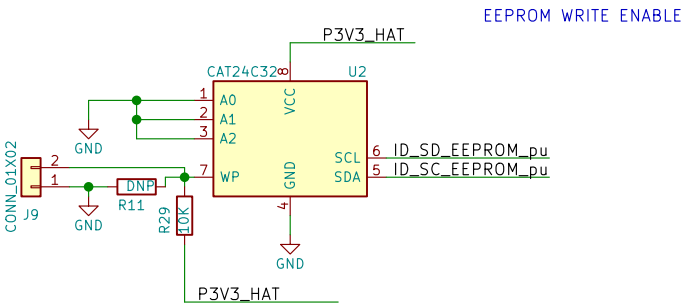 EEPROM WRITE ENABLE
P3V3_HAT
CAT24C32
8
U2
VCC
1
A0
2
A1
3
A2
GND
SCL
6
ID_SD_EEPROM_pu
SDA
5
ID_SC_EEPROM_pu
7
WP
GND
4
GND
CONN_01X02
2
1
J9
GND
DNP
R11
R29
10K
P3V3_HAT